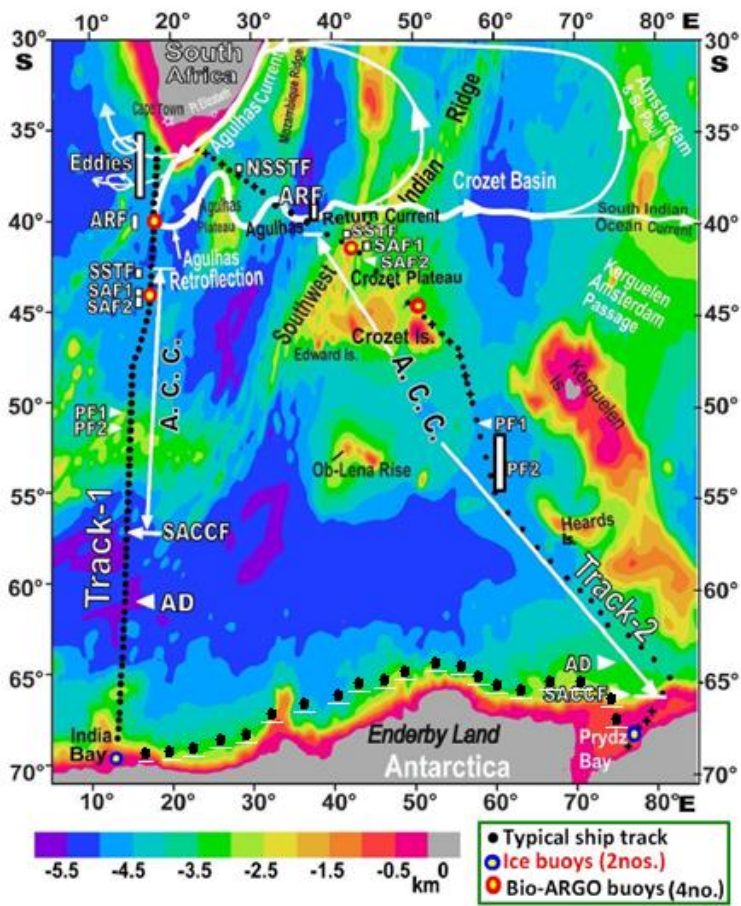 10° 20° 30° 40° 50° 60° 70° 80° E
30°
S
35°
40°
45°
50°
55°
60°
65°
70°
30°
S
35°
40°
45°
50°
55°
60°
65°
70°
South
Africa
Cape Town
Pt Elizabeth
Agulhas Current
Mozambique Ridge
Eddies
NSSTF
ARF
ARF
Agulhas
Plateau
Agulhas
Return Current
Agulhas
Retroflection
SSTF
SAF1
SAF2
SSTF
SAF1
SAF2
Southwest
Indian
Ridge
Crozet Basin
Amsterdam
& St Paul Is.
South Indian
Ocean Current
Kerguelen
Amsterdam
Passage
Crozet Plateau
Crozet Is.
Edward Is.
A. C. C.
A. C. C.
Kerguelen
Is.
PF1
PF2
PF1
PF2
Ob-Lena Rise
Heards
Is.
SACCF
Track-1
AD
Track-2
AD
SACCF
India
Bay
Enderby Land
Antarctica
Prydz
Bay
10° 20° 30° 40° 50° 60° 70° 80° E
-5.5 -4.5 -3.5 -2.5 -1.5 -0.5 0
km
Typical ship track
Ice buoys (2nos.)
Bio-ARGO buoys (4no.)